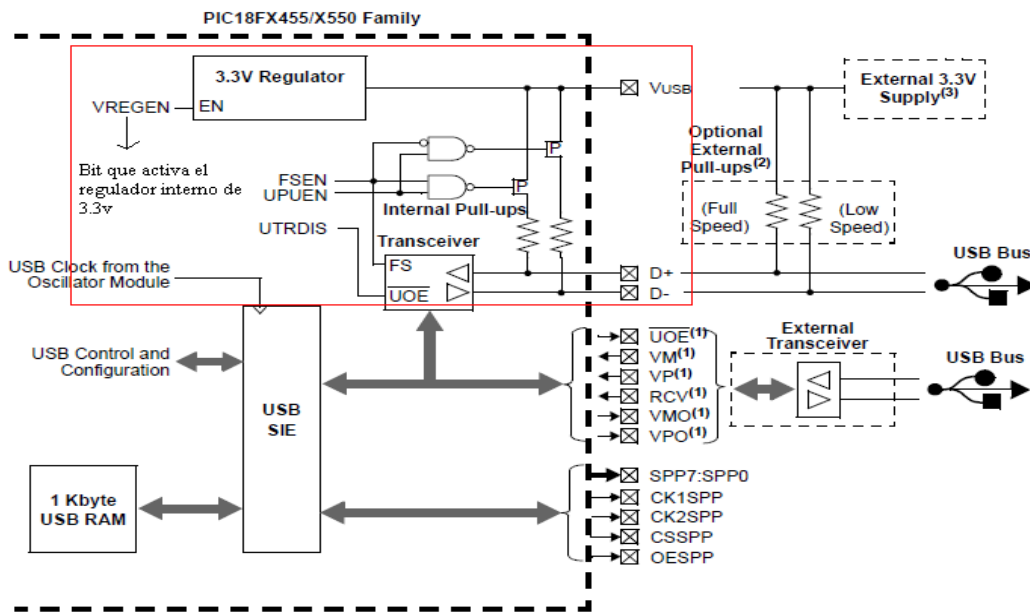 PIC18FX455/X550 Family
3.3V Regulator
EN
VREGEN
Bit que activa el
regulador interno de
3.3v
FSEN
UPUEN
UTRDIS
P
P
Internal Pull-ups
Transceiver
FS
UOE
VUSB
External 3.3V
Supply(3)
Optional
External
Pull-ups(2)
(Full
Speed)
(Low
Speed)
D+
D-
USB Bus
USB Clock from the
Oscillator Module
USB Control and
Configuration
USB
SIE
1 Kbyte
USB RAM
UOE(1)
VM(1)
VP(1)
RCV(1)
VMO(1)
VPO(1)
External
Transceiver
USB Bus
SPP7:SPP0
CK1SPP
CK2SPP
CSSPP
OESPP